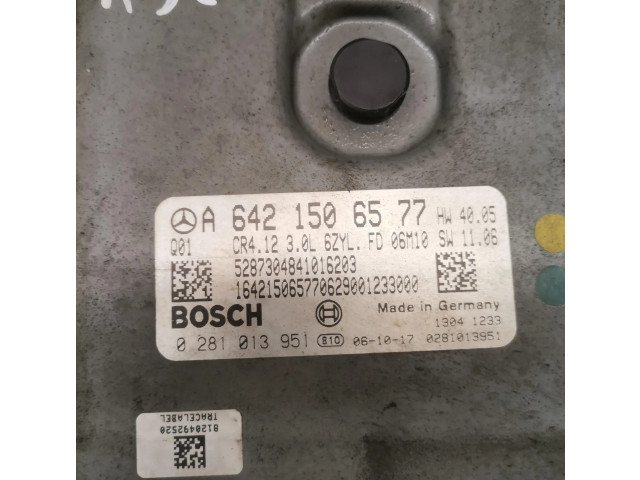 A 642 150 65 77 HW 40.05
Q01 CR4.12 3.0L 6ZYL. FD 06M10 SW 11.06
5287304841016203
164215065770629001233000
BOSCH Made in Germany
1304 1233
0 281 013 951 810 06-10-17 0281013951
8120492520
TRACELABEL